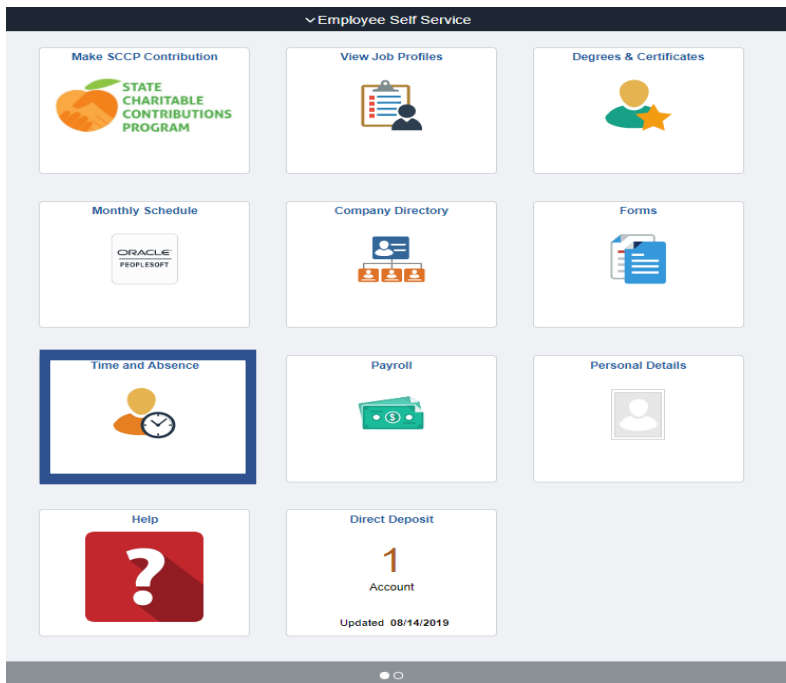 Employee Self Service
Make SCCP Contribution
STATE
CHARITABLE
CONTRIBUTIONS
PROGRAM
View Job Profiles
Degrees & Certificates
Monthly Schedule
ORACLE
PEOPLESOFT
Company Directory
Forms
Time and Absence
Payroll
$
Personal Details
Help
?
Direct Deposit
1
Account
Updated 08/14/2019